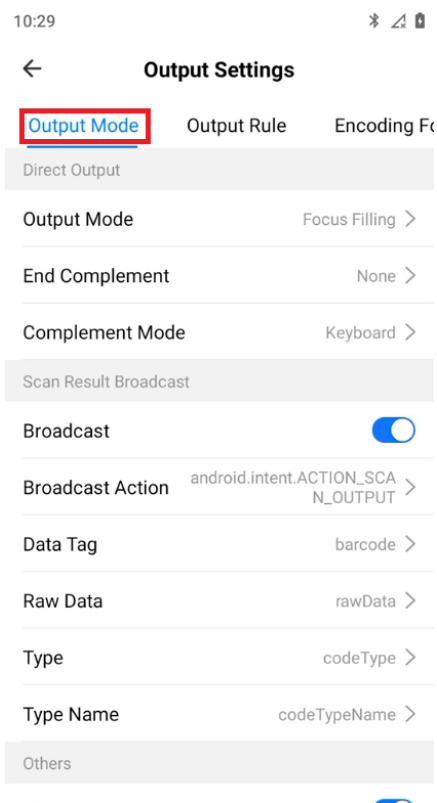 10:29
Output Settings
Output Mode Output Rule Encoding Fo
Direct Output
Output Mode Focus Filling
End Complement None
Complement Mode Keyboard
Scan Result Broadcast
Broadcast
Broadcast Action android.intent.ACTION_SCA
N_OUTPUT
Data Tag barcode
Raw Data rawData
Type codeType
Type Name codeTypeName
Others